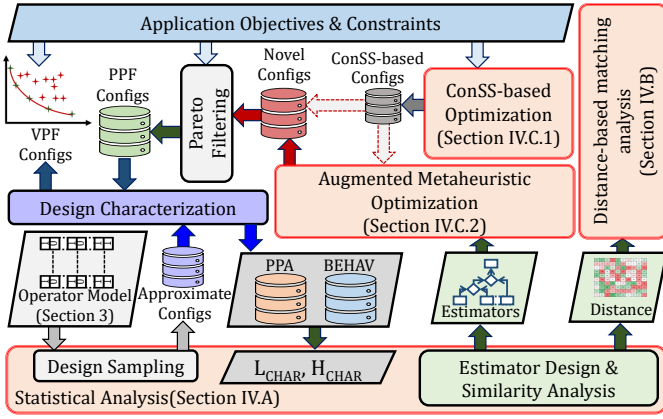 Application Objectives & Constraints
PPF
Configs
VPF
Configs
Pareto
Filtering
Novel
Configs
ConSS-based
Configs
ConSS-based
Optimization
(Section IV.C.1)
Distance-based matching
analysis
(Section IV.B)
Augmented Metaheuristic
Optimization
(Section IV.C.2)
Design Characterization
Operator Model
(Section 3)
Approximate
Configs
PPA
BEHAV
Estimators
Distance
Design Sampling
L_CHAR, H_CHAR
Estimator Design &
Similarity Analysis
Statistical Analysis(Section IV.A)